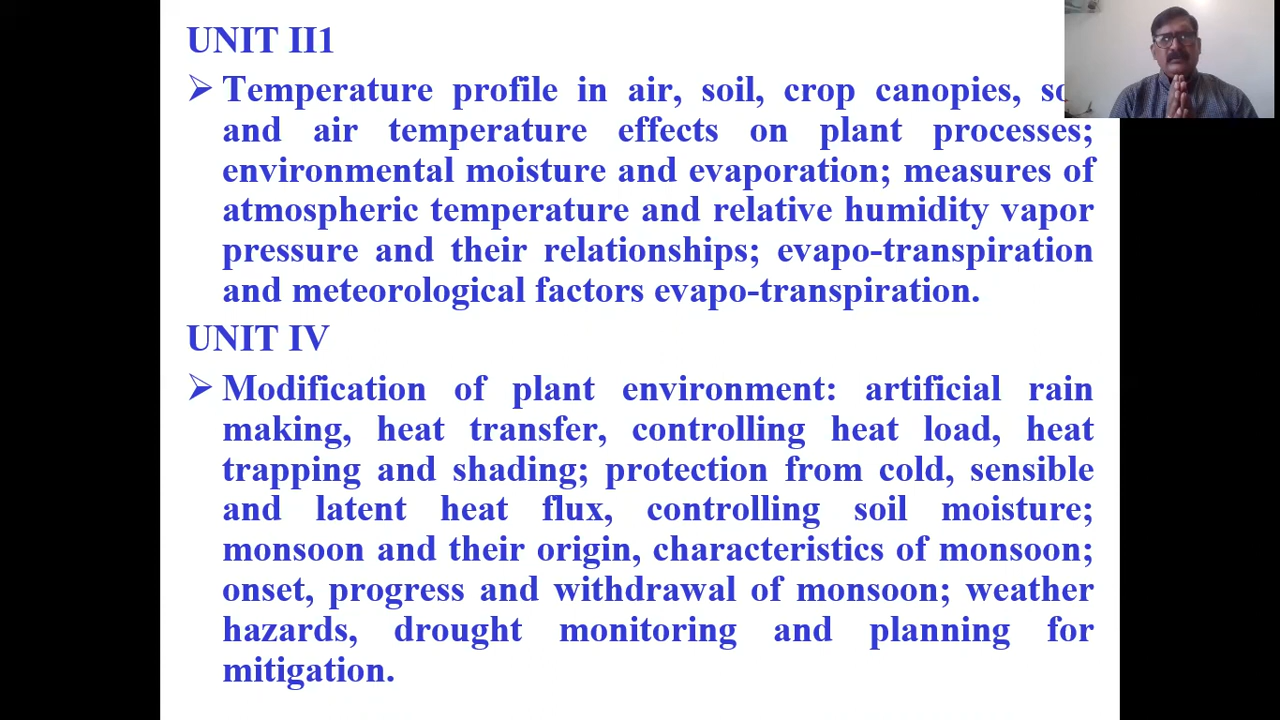 UNIT II1
➢ Temperature profile in air, soil, crop canopies,
and air temperature effects on plant processes;
environmental moisture and evaporation; measures of
atmospheric temperature and relative humidity vapor
pressure and their relationships; evapo-transpiration
and meteorological factors evapo-transpiration.
UNIT IV
➢ Modification of plant environment: artificial rain
making, heat transfer, controlling heat load, heat
trapping and shading; protection from cold, sensible
and latent heat flux, controlling soil moisture;
monsoon and their origin, characteristics of monsoon;
onset, progress and withdrawal of monsoon; weather
hazards, drought monitoring and planning for
mitigation.